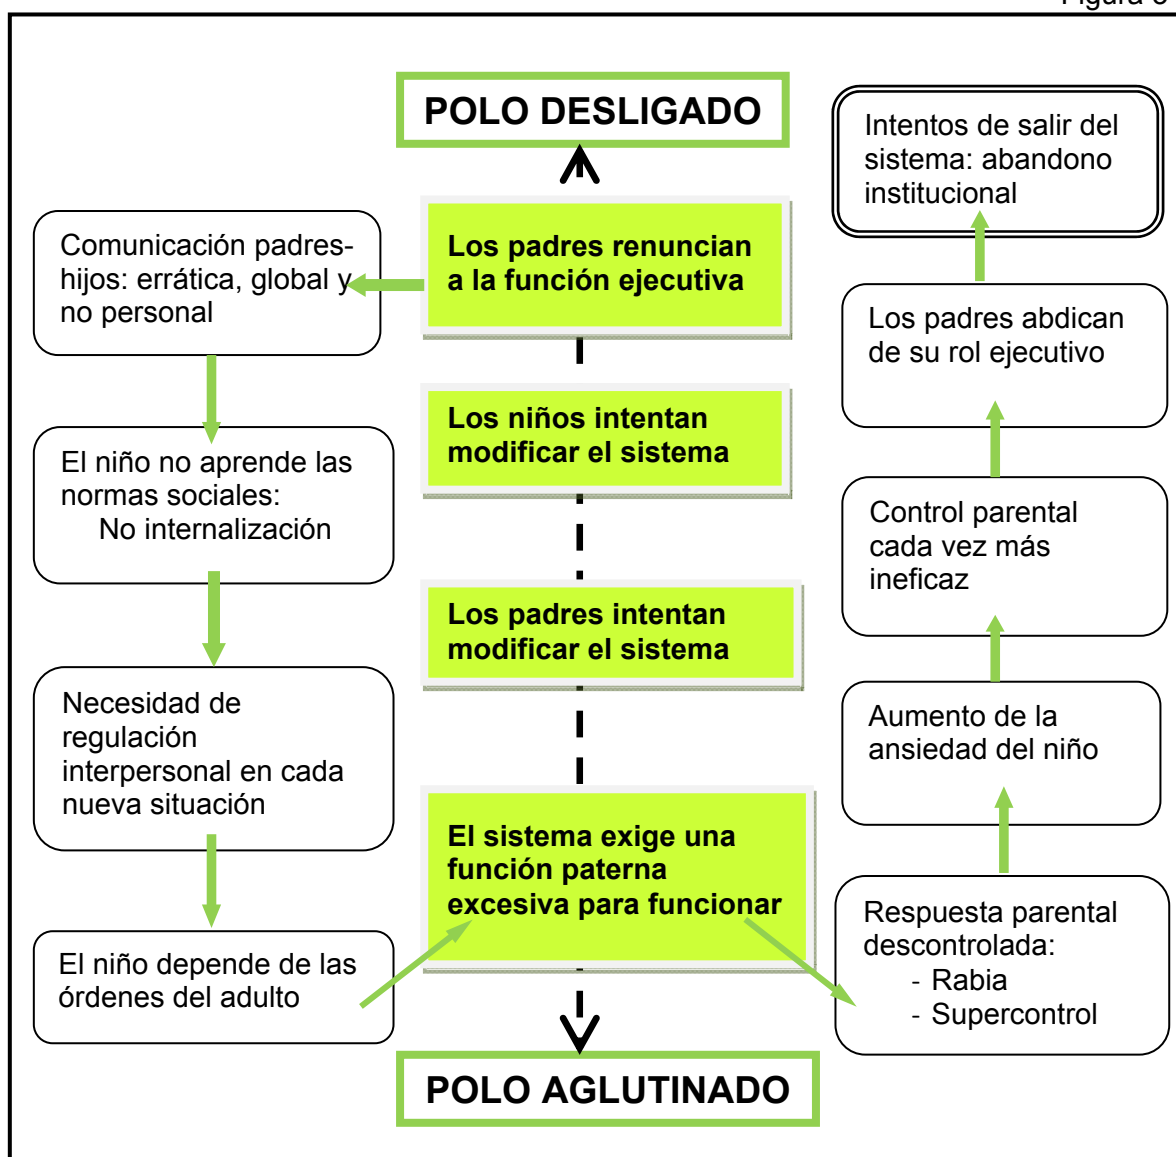 POLO DESLIGADO
Los padres renuncian
a la función ejecutiva
Comunicación padres-
hijos: errática, global y
no personal
El niño no aprende las
normas sociales:
No internalización
Necesidad de
regulación
interpersonal en cada
nueva situación
El niño depende de las
órdenes del adulto
Los niños intentan
modificar el sistema
Los padres intentan
modificar el sistema
El sistema exige una
función paterna
excesiva para funcionar
POLO AGLUTINADO
Intentos de salir del
sistema: abandono
institucional
Los padres abdican
de su rol ejecutivo
Control parental
cada vez más
ineficaz
Aumento de la
ansiedad del niño
Respuesta parental
descontrolada:
- Rabia
- Supercontrol